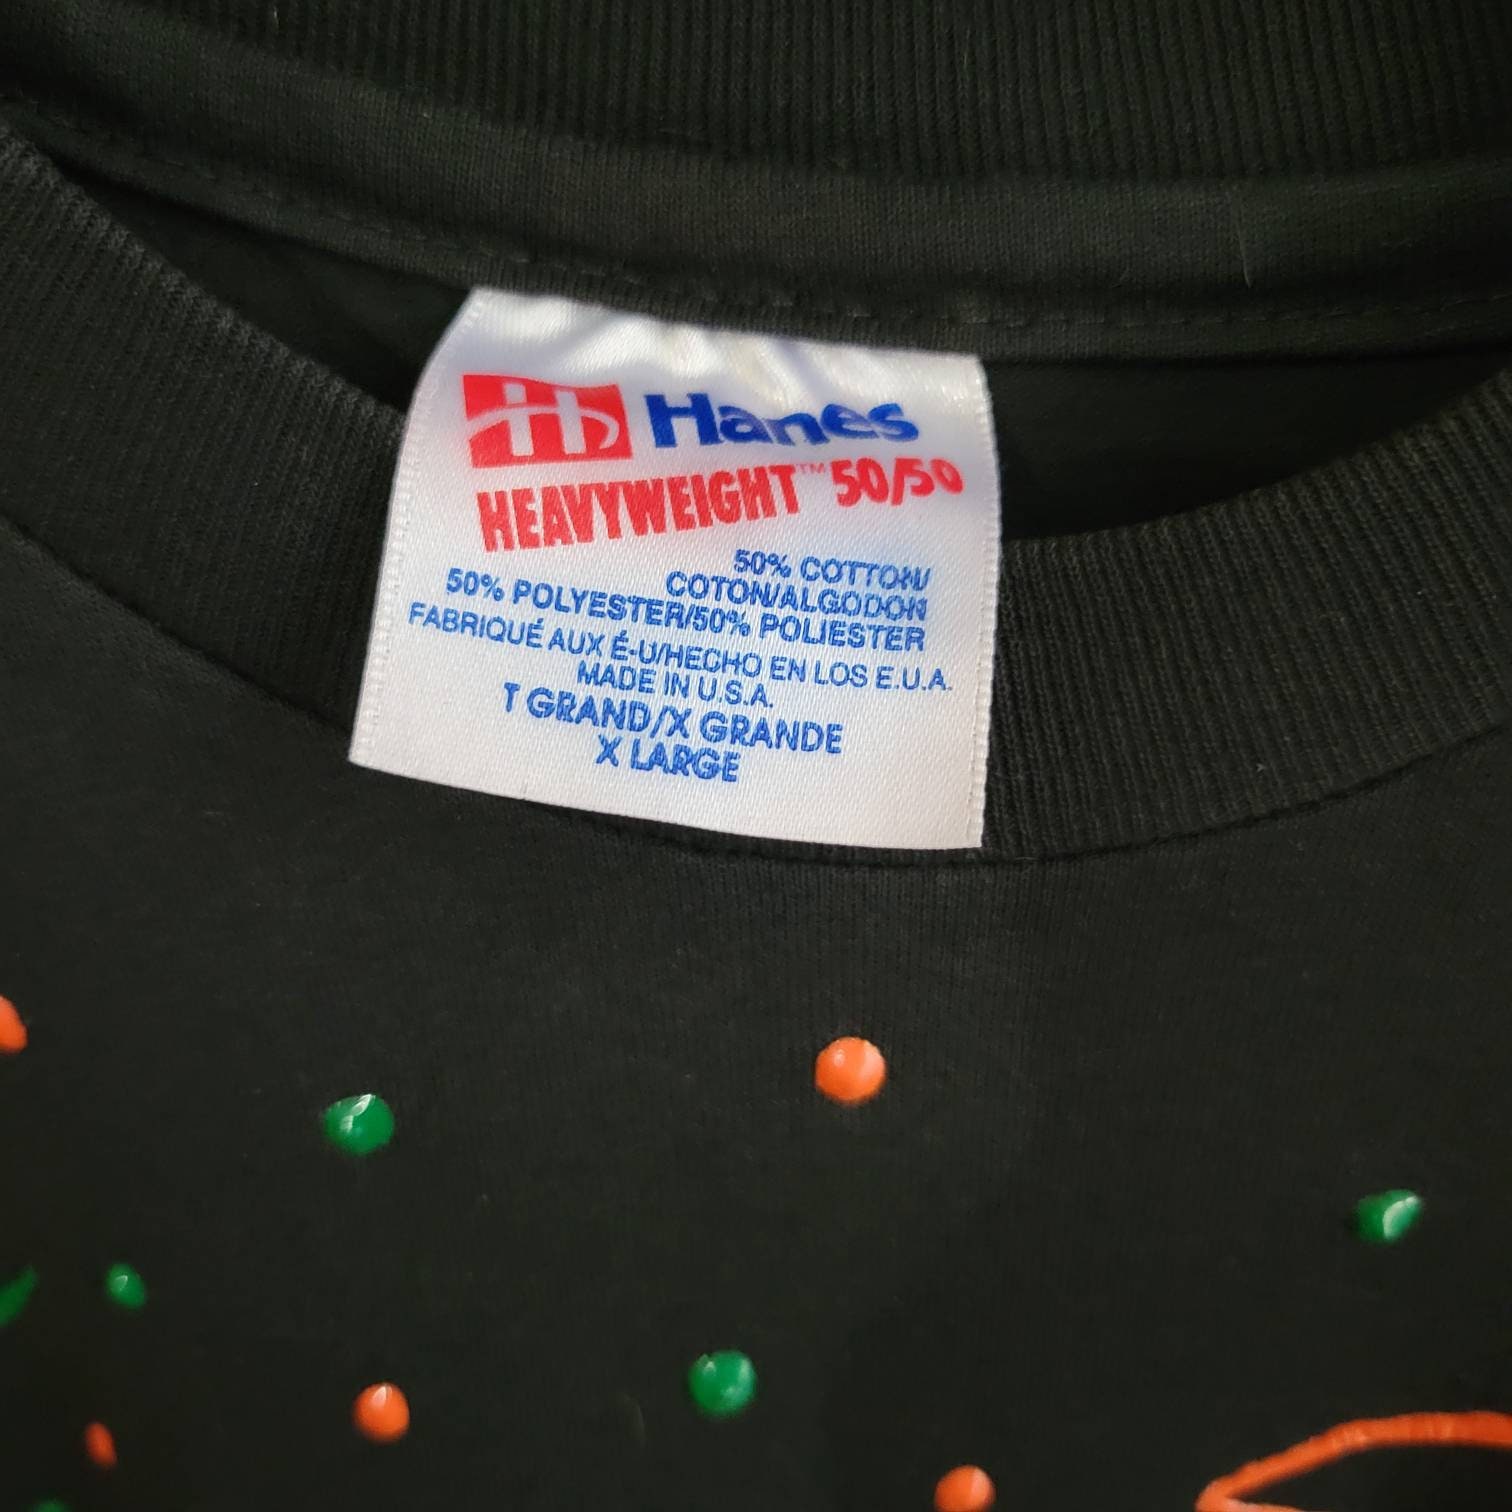 H Hanes
HEAVYWEIGHT™ 50/50
50% COTTON/
COTON/ALGODON
50% POLYESTER/50% POLIESTER
FABRIQUÉ AUX É-U/HECHO EN LOS E.U.A.
MADE IN U.S.A.
T GRAND/X GRANDE
X LARGE